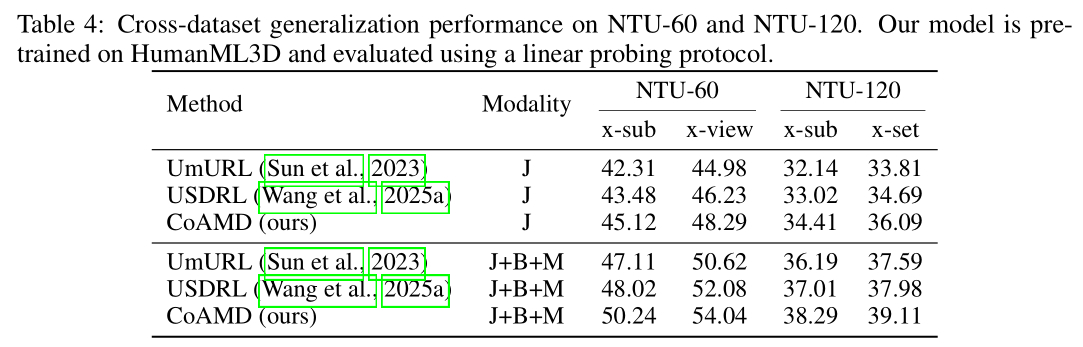 Table 4: Cross-dataset generalization performance on NTU-60 and NTU-120. Our model is pre-
trained on HumanML3D and evaluated using a linear probing protocol.
Method Modality NTU-60 NTU-120
x-sub x-view x-sub x-set
UmURL (Sun et al., 2023) J 42.31 44.98 32.14 33.81
USDRL (Wang et al., 2025a) J 43.48 46.23 33.02 34.69
CoAMD (ours) J 45.12 48.29 34.41 36.09
UmURL (Sun et al., 2023) J+B+M 47.11 50.62 36.19 37.59
USDRL (Wang et al., 2025a) J+B+M 48.02 52.08 37.01 37.98
CoAMD (ours) J+B+M 50.24 54.04 38.29 39.11